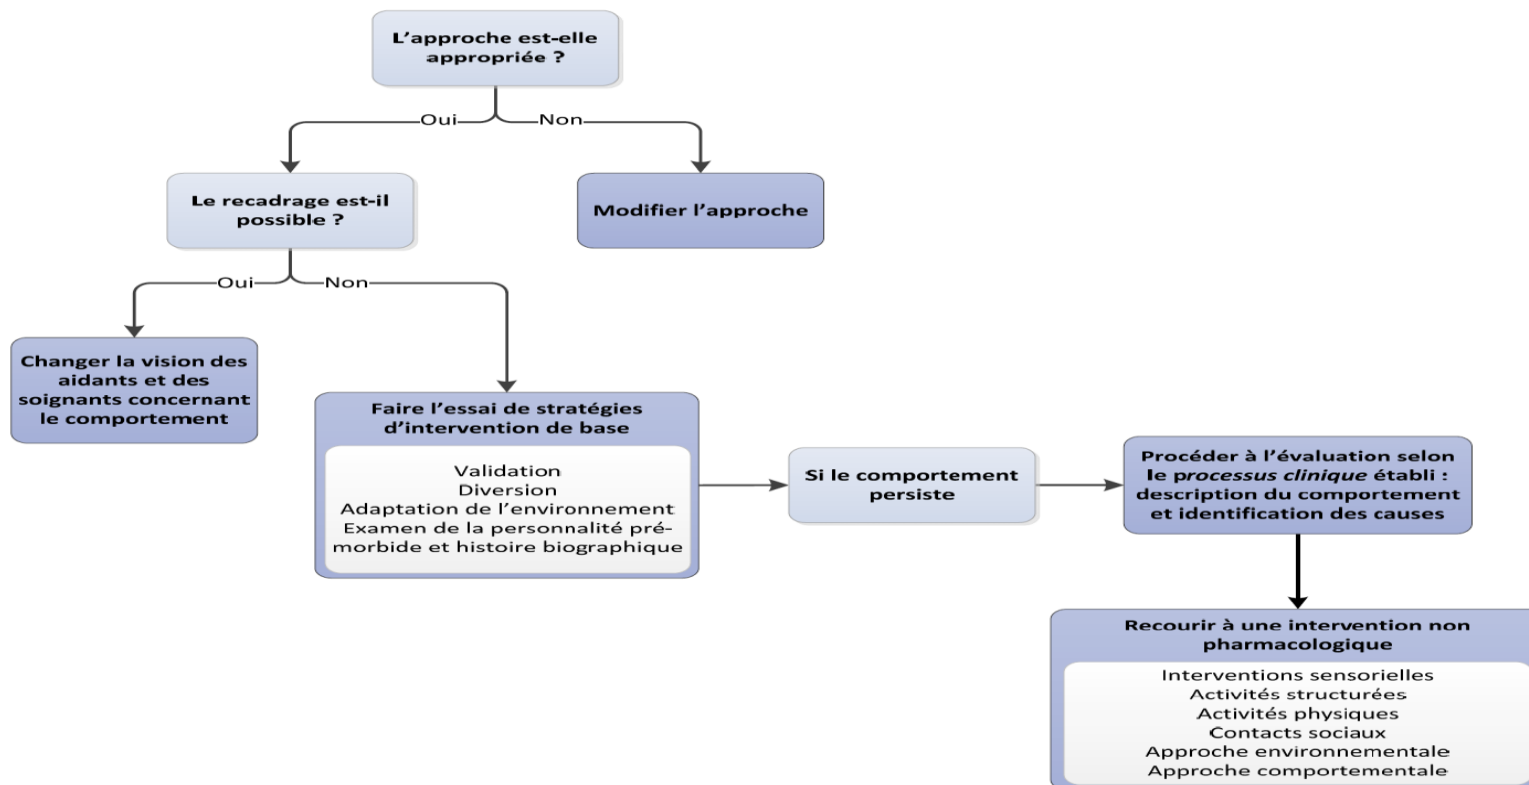 L’approche est-elle
appropriée ?
Oui
Non
Le recadrage est-il
possible ?
Modifier l’approche
Oui
Non
Changer la vision des
aidants et des
soignants concernant
le comportement
Faire l’essai de stratégies
d’intervention de base
Validation
Diversion
Adaptation de l’environnement
Examen de la personnalité pré-
morbide et histoire biographique
Si le comportement
persiste
Procéder à l’évaluation selon
le processus clinique établi :
description du comportement
et identification des causes
Recourir à une intervention non
pharmacologique
Interventions sensorielles
Activités structurées
Activités physiques
Contacts sociaux
Approche environnementale
Approche comportementale